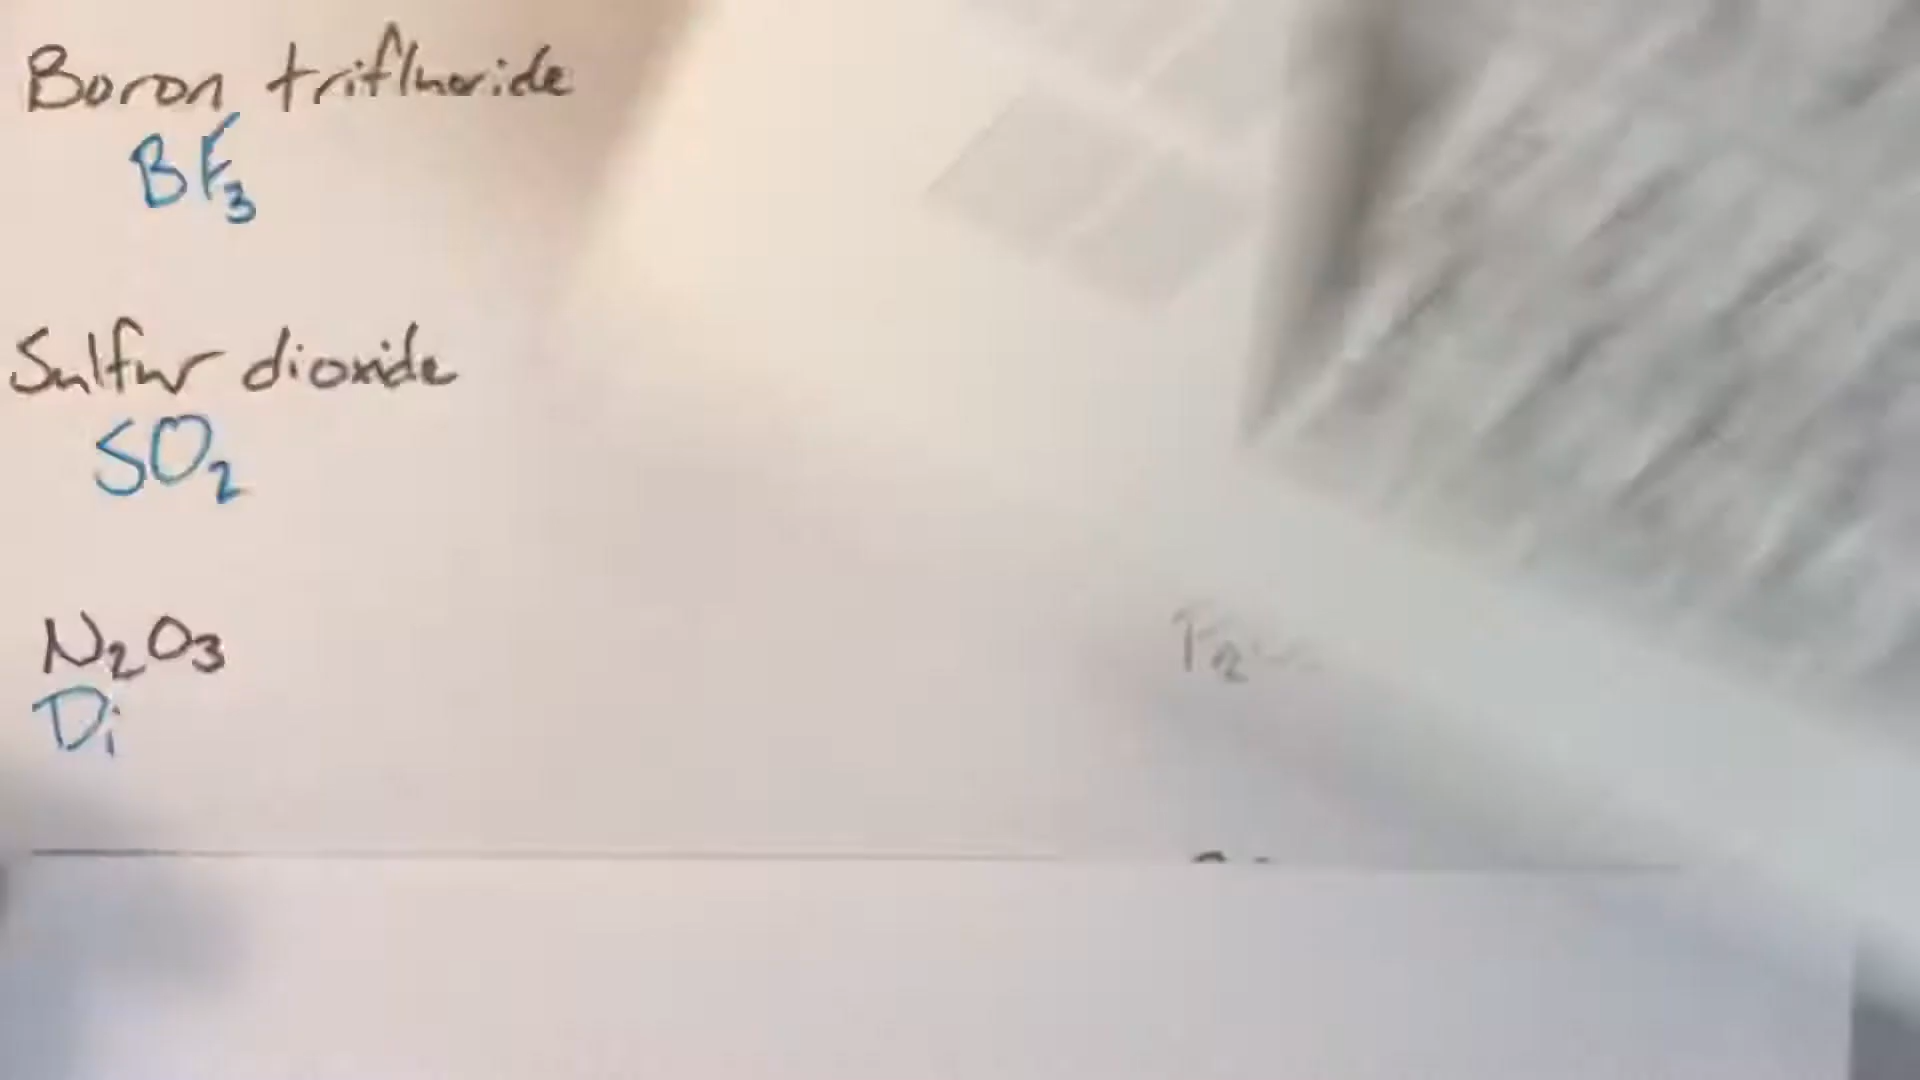 Boron trifluoride
BF₃
Sulfur dioxide
SO₂
N₂O₃
Di